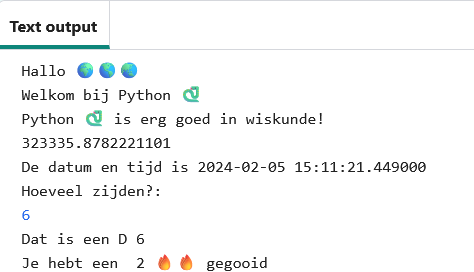 Text output
Hallo 🌍🌎🌏
Welkom bij Python 🐍
Python 🐍 is erg goed in wiskunde!
323335.8782221101
De datum en tijd is 2024-02-05 15:11:21.449000
Hoeveel zijden?:
6
Dat is een D 6
Je hebt een  2 🔥🔥 gegooid